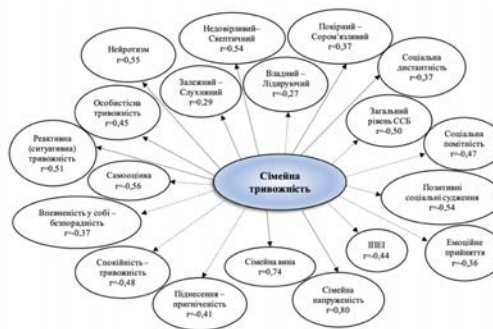 Нейротизм
r=0,55
Недовірливий–
Скептичний
r=0,54
Покірний –
Сором’язливий
r=0,37
Соціальна
дистантність
r=0,37
Залежний –
Слухняний
r=0,29
Владний –
Лідируючий
r=-0,27
Особистісна
тривожність
r=0,45
Загальний
рівень ССБ
r=-0,50
Соціальна
помітність
r=-0,47
Реактивна
(ситуативна)
тривожність
r=0,51
Самооцінка
r=-0,56
Сімейна
тривожність
Позитивні
соціальні судження
r=-0,54
Впевненість у собі –
безпорадність
r=-0,37
ІПЕІ
r=-0,44
Емоційне
прийняття
r=-0,36
Спокійність –
тривожність
r=-0,48
Сімейна вина
r=0,74
Піднесення –
пригніченість
r=-0,41
Сімейна
напруженість
r=0,80